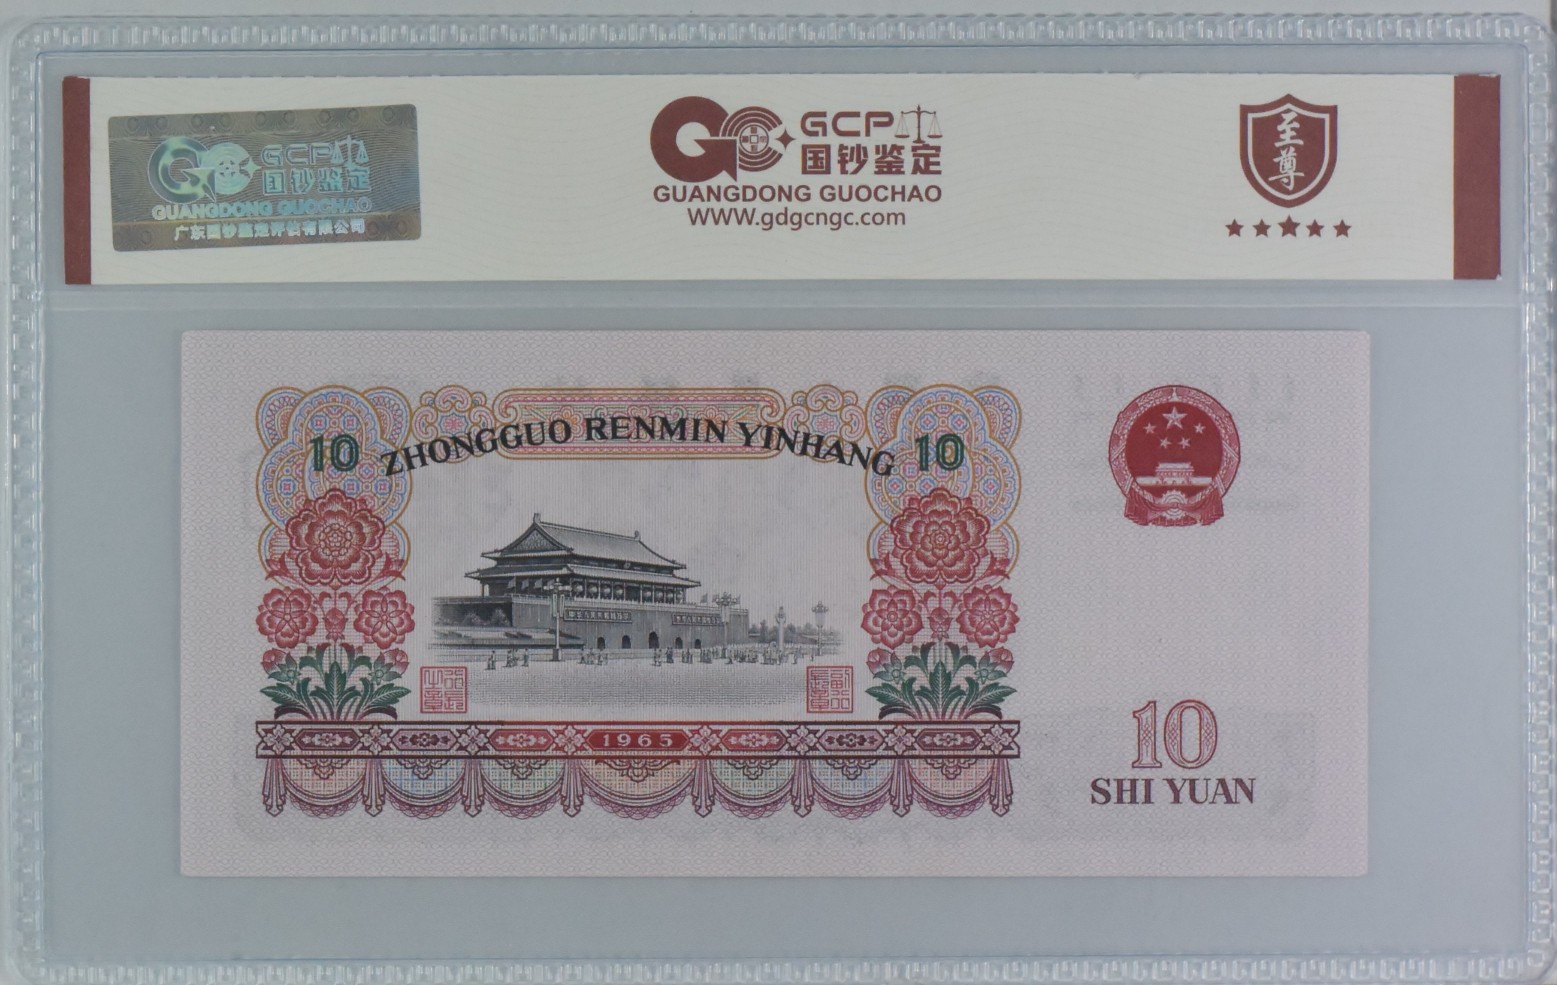 GCP
国钞鉴定
GUANGDONG GUOCHAO
GCP
国钞鉴定
GUANGDONG GUOCHAO
WWW.gdgcngc.com
至尊
10 ZHONGGUO RENMIN YINHANG 10
1965
10
SHI YUAN